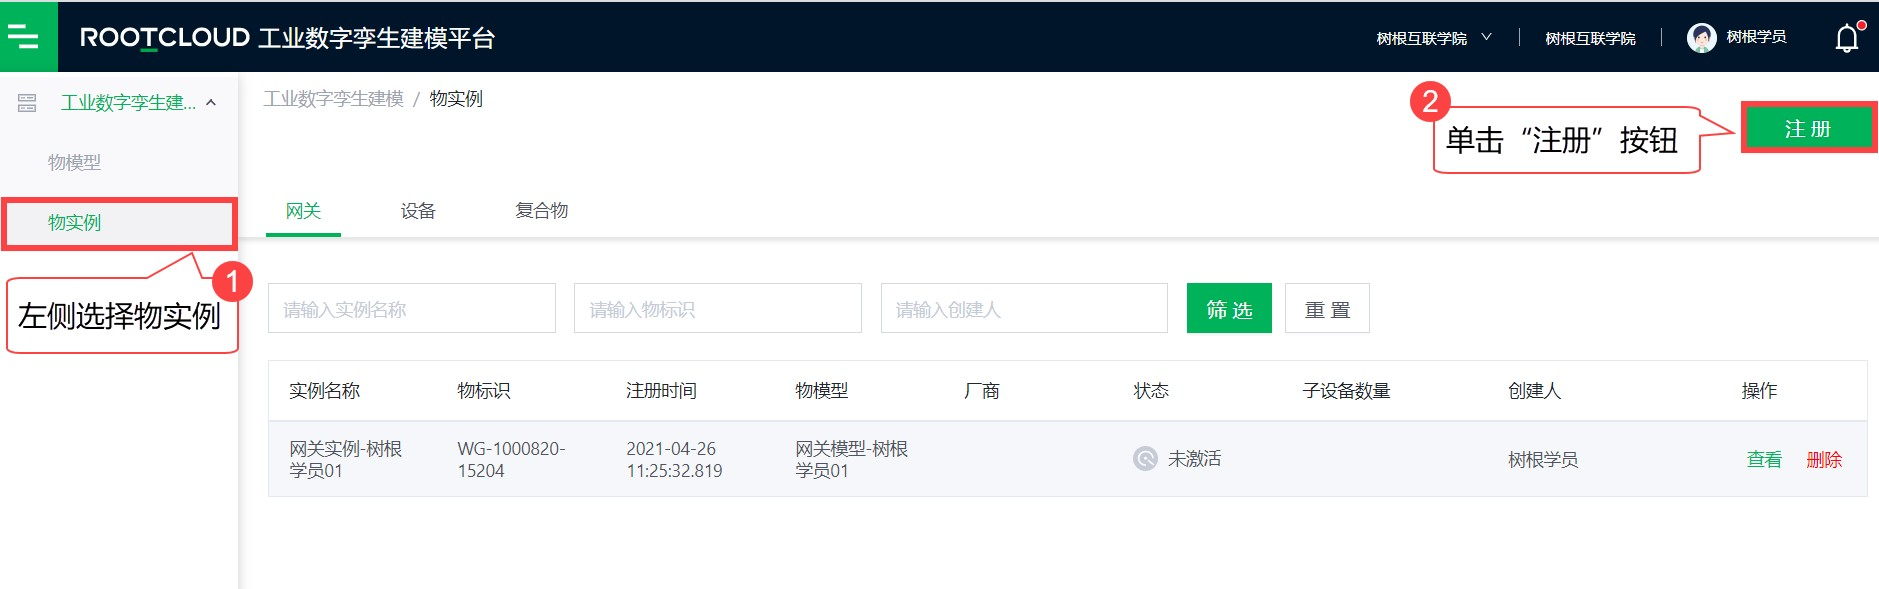 ROOTCLOUD 工业数字孪生建模平台
树根互联学院
树根互联学院
树根学员
工业数字孪生建...
工业数字孪生建模 / 物实例
2
单击“注册”按钮
注 册
物模型
物实例
网关
设备
复合物
1
左侧选择物实例
请输入实例名称
请输入物标识
请输入创建人
筛 选
重 置
实例名称
物标识
注册时间
物模型
厂商
状态
子设备数量
创建人
操作
网关实例-树根
学员01
WG-1000820-
15204
2021-04-26
11:25:32.819
网关模型-树根
学员01
未激活
树根学员
查看
删除